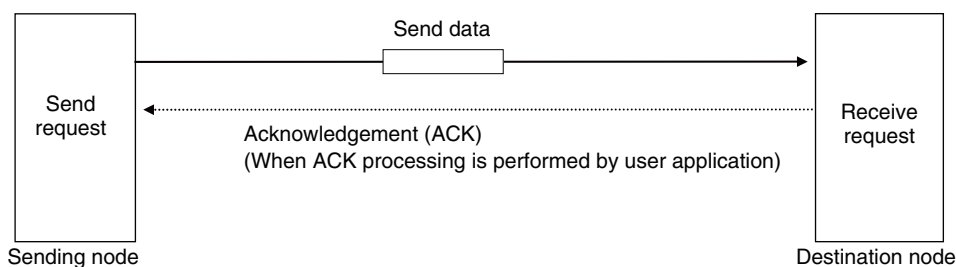 Send data
Send
request
Receive
request
Acknowledgement (ACK)
(When ACK processing is performed by user application)
Sending node
Destination node